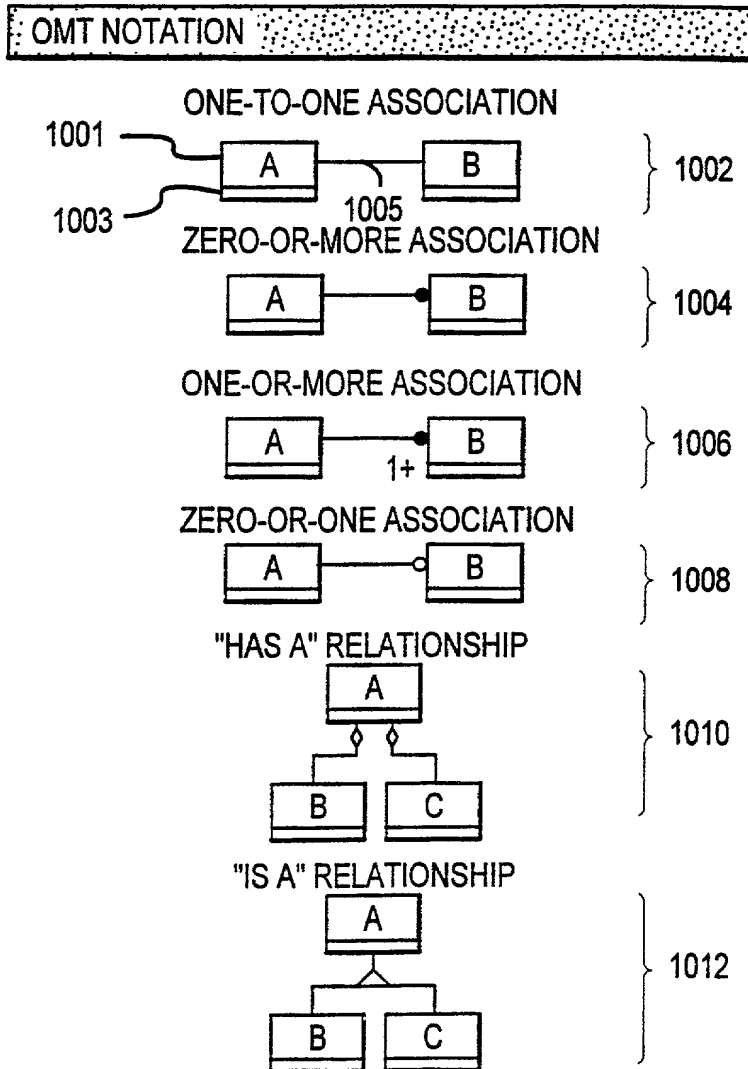 OMT NOTATION
ONE-TO-ONE ASSOCIATION
1001
A
B
1002
1003
1005
ZERO-OR-MORE ASSOCIATION
A
B
1004
ONE-OR-MORE ASSOCIATION
A
B
1+
1006
ZERO-OR-ONE ASSOCIATION
A
B
1008
"HAS A" RELATIONSHIP
A
1010
B
C
"IS A" RELATIONSHIP
A
1012
B
C